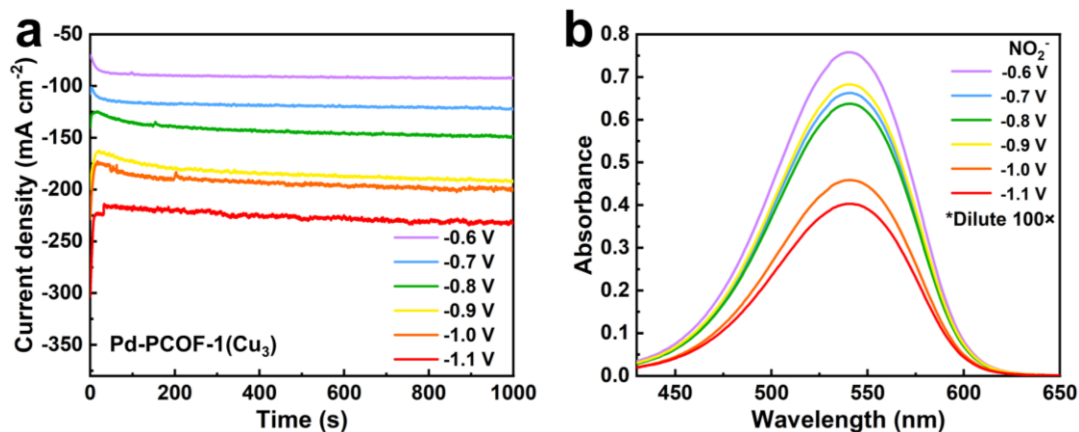 a
Current density (mA cm⁻²)
-50
-100
-150
-200
-250
-300
-350
0
200
400
600
800
1000
Time (s)
Pd-PCOF-1(Cu₃)
-0.6 V
-0.7 V
-0.8 V
-0.9 V
-1.0 V
-1.1 V
b
Absorbance
0.8
0.7
0.6
0.5
0.4
0.3
0.2
0.1
0.0
450
500
550
600
650
Wavelength (nm)
NO₂⁻
-0.6 V
-0.7 V
-0.8 V
-0.9 V
-1.0 V
-1.1 V
*Dilute 100×